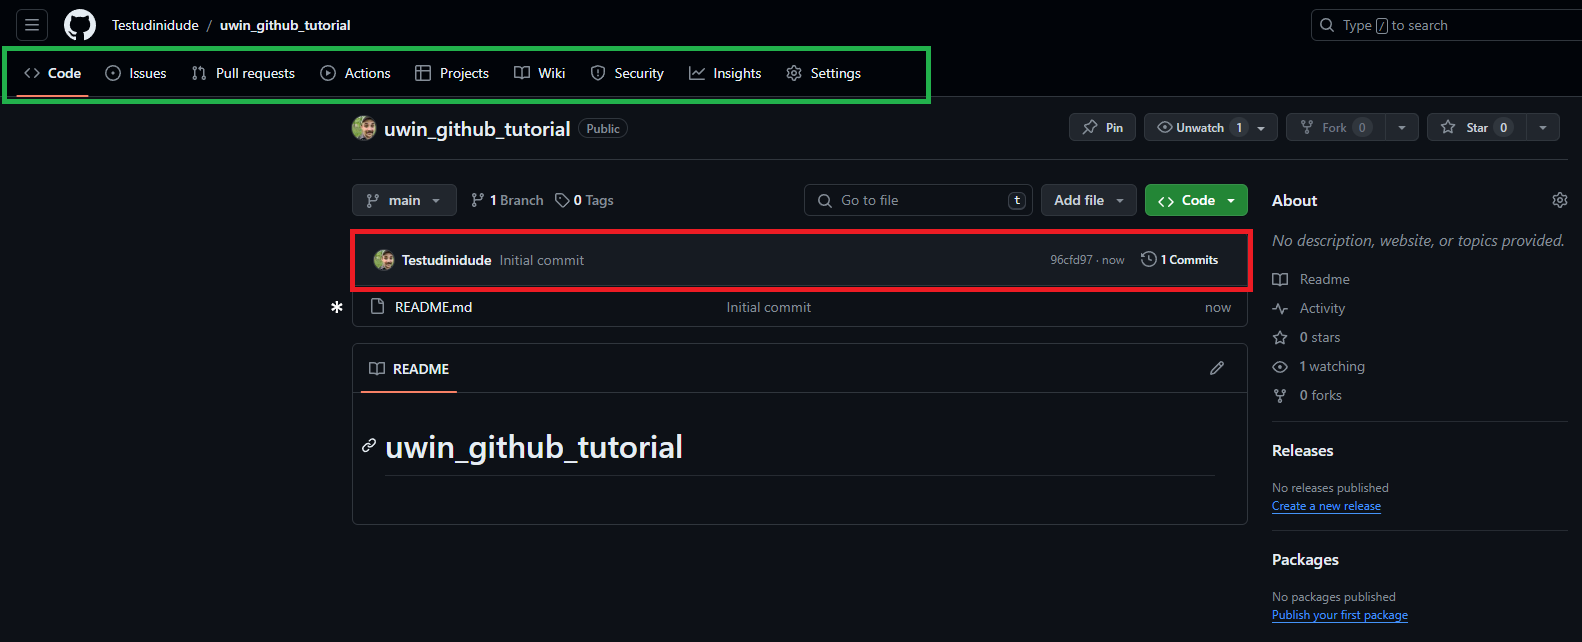 Testudinidude / uwin_github_tutorial
Type / to search
Code Issues Pull requests Actions Projects Wiki Security Insights Settings
uwin_github_tutorial Public
Pin Unwatch 1 Fork 0 Star 0
main 1 Branch 0 Tags Go to file t Add file Code
Testudinidude Initial commit 96cfd97 · now 1 Commits
* README.md Initial commit now
README
uwin_github_tutorial
About
No description, website, or topics provided.
Readme
Activity
0 stars
1 watching
0 forks
Releases
No releases published
Create a new release
Packages
No packages published
Publish your first package